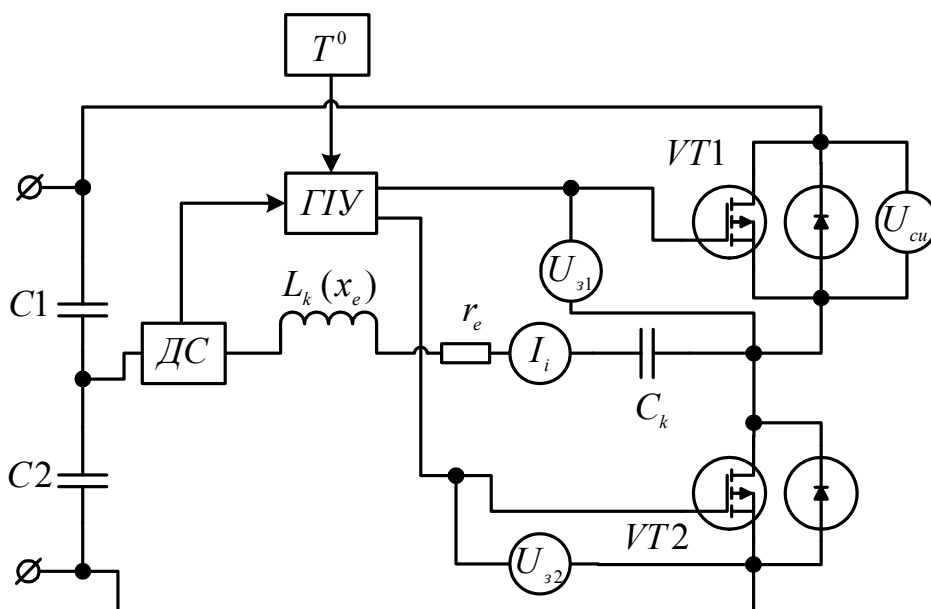 T⁰
VT1
ГІУ
U_си
U_з1
L_k (x_e)
C1
r_e
ДС
I_i
C_k
C2
VT2
U_з2